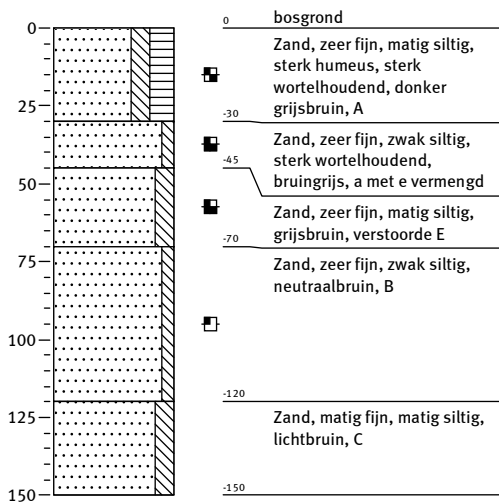 0
bosgrond
0
Zand, zeer fijn, matig siltig,
sterk humeus, sterk
wortelhoudend, donker
grijsbruin, A
25
-30
Zand, zeer fijn, zwak siltig,
sterk wortelhoudend,
bruingrijs, a met e vermengd
-45
50
Zand, zeer fijn, matig siltig,
grijsbruin, verstoorde E
-70
75
Zand, zeer fijn, zwak siltig,
neutraalbruin, B
100
-120
125
Zand, matig fijn, matig siltig,
lichtbruin, C
150
-150